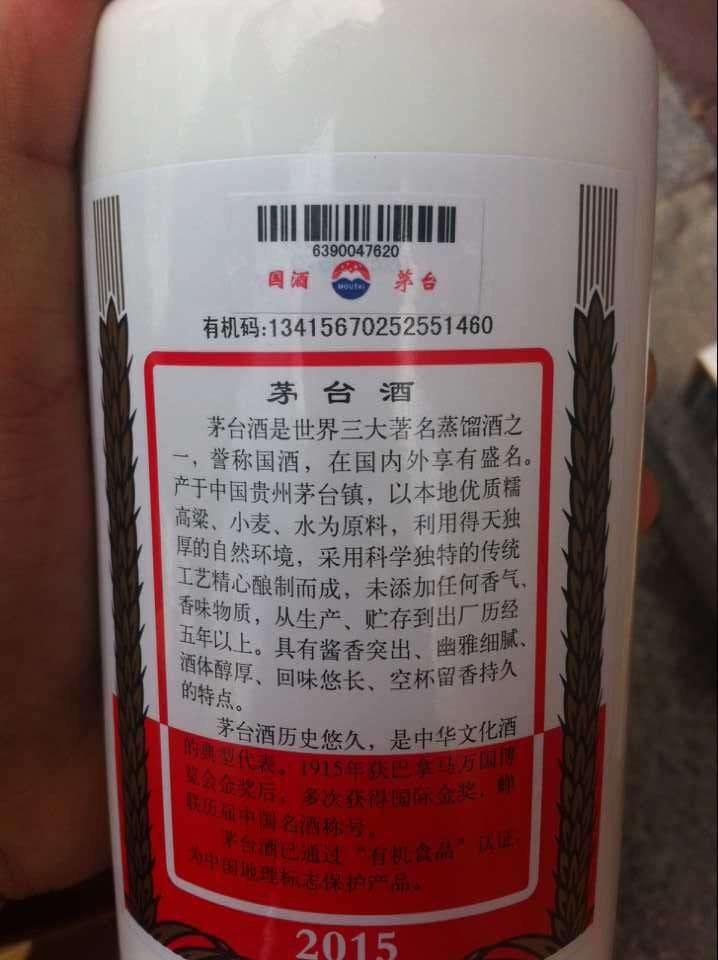 6390047620
国酒 MOUTAI 茅台
有机码:13415670252551460
茅台酒
茅台酒是世界三大著名蒸馏酒之
一，誉称国酒，在国内外享有盛名。
产于中国贵州茅台镇，以本地优质糯
高粱、小麦、水为原料，利用得天独
厚的自然环境，采用科学独特的传统
工艺精心酿制而成，未添加任何香气、
香味物质，从生产、贮存到出厂历经
五年以上。具有酱香突出、幽雅细腻、
酒体醇厚、回味悠长、空杯留香持久
的特点。
茅台酒历史悠久，是中华文化酒
的典型代表。1915年获巴拿马万国博
览会金奖后，多次获得国际金奖，蝉
联历届中国名酒称号。
茅台酒已通过“有机食品”认证，
为中国地理标志保护产品。
2015